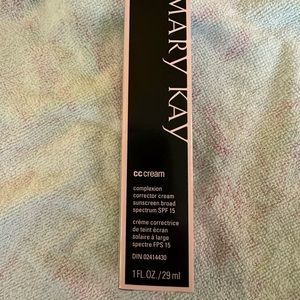 MARY KAY
cc cream
complexion
corrector cream
sunscreen broad
spectrum SPF 15
crème correctrice
de teint écran
solaire à large
spectre FPS 15
DIN 02414430
1 FL.OZ./29 ml